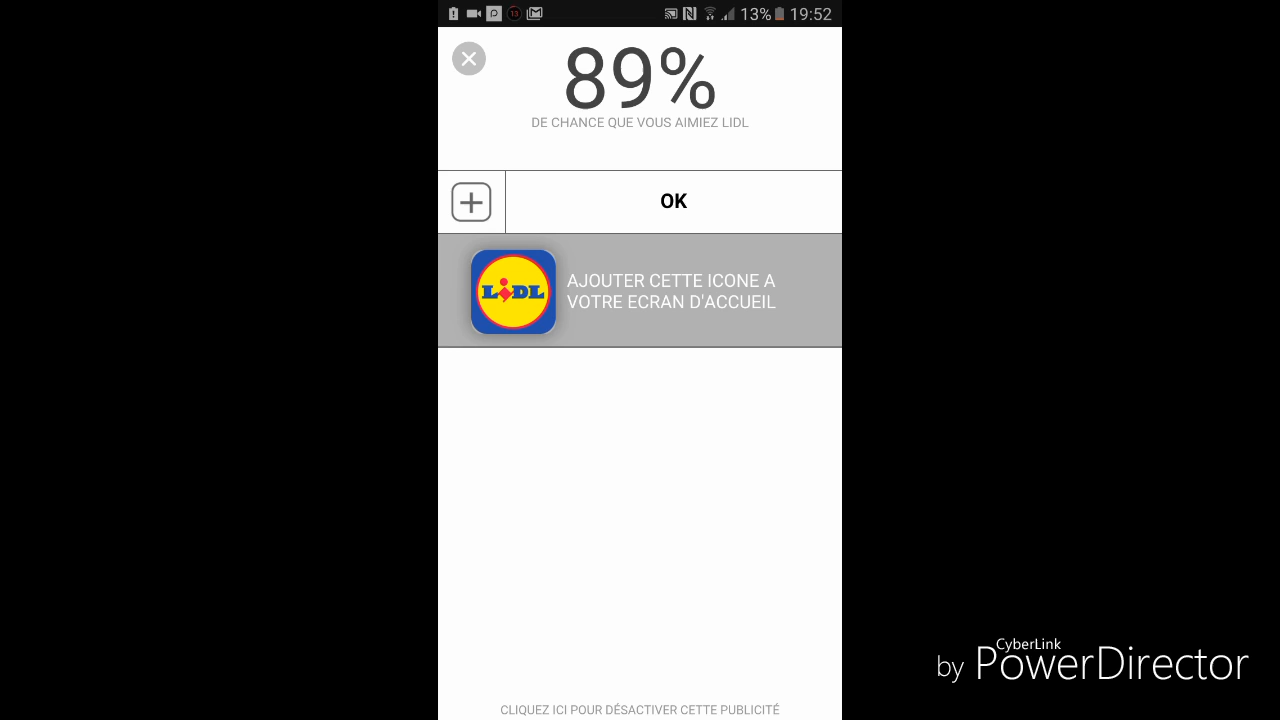 13 13% 19:52
89%
DE CHANCE QUE VOUS AIMIEZ LIDL
OK
LIDL
AJOUTER CETTE ICONE A
VOTRE ECRAN D'ACCUEIL
CLIQUEZ ICI POUR DÉSACTIVER CETTE PUBLICITÉ
CyberLink
by PowerDirector